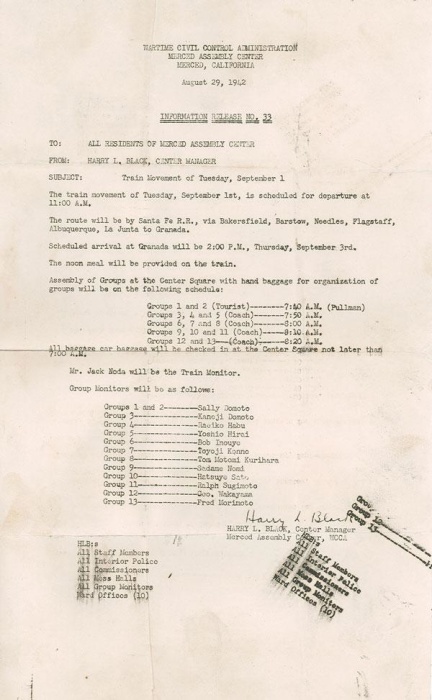 WARTIME CIVIL CONTROL ADMINISTRATION
MERCED ASSEMBLY CENTER
MERCED, CALIFORNIA
August 29, 1942
INFORMATION RELEASE NO. 33
TO: ALL RESIDENTS OF MERCED ASSEMBLY CENTER
FROM: HARRY L. BLACK, CENTER MANAGER
SUBJECT: Train Movement of Tuesday, September 1
The train movement of Tuesday, September 1st, is scheduled for departure at
11:00 A.M.
The route will be by Santa Fe R.R., via Bakersfield, Barstow, Needles, Flagstaff,
Albuquerque, La Junta to Granada.
Scheduled arrival at Granada will be 2:00 P.M., Thursday, September 3rd.
The noon meal will be provided on the train.
Assembly of Groups at the Center Square with hand baggage for organization of
groups will be on the following schedule:
Groups 1 and 2 (Tourist)-------7:40 A.M. (Pullman)
Groups 3, 4 and 5 (Coach)------7:50 A.M.
Groups 6, 7 and 8 (Coach)------8:00 A.M.
Groups 9, 10 and 11 (Coach)----8:10 A.M.
Groups 12 and 13---(Coach)-----8:20 A.M.
All baggage car baggage will be checked in at the Center Square not later than
7:00 A.M.
Mr. Jack Noda will be the Train Monitor.
Group Monitors will be as follows:
Groups 1 and 2--------Sally Domoto
Group 3---------------Kaneji Domoto
Group 4---------------Habu
Group 5---------------Yoshio Hirai
Group 6---------------Bob Inouye
Group 7---------------Toyoji Konno
Group 8---------------Tom Motomi Kurihara
Group 9---------------Sadame Nomi
Group 10--------------Hatsuye Sato
Group 11--------------Ralph Sugimoto
Group 12--------------Geo. Wakayama
Group 13--------------Fred Morimoto
Harry L. Black
HARRY L. BLACK, Center Manager
Merced Assembly Center, WCCA
HLB:s
All Staff Members
All Interior Police
All Commissioners
All Mess Halls
All Group Monitors
Ward Offices (10)
Group 13
All Staff Members
All Interior Police
All Commissioners
All Mess Halls
All Group Monitors
Ward Offices (10)